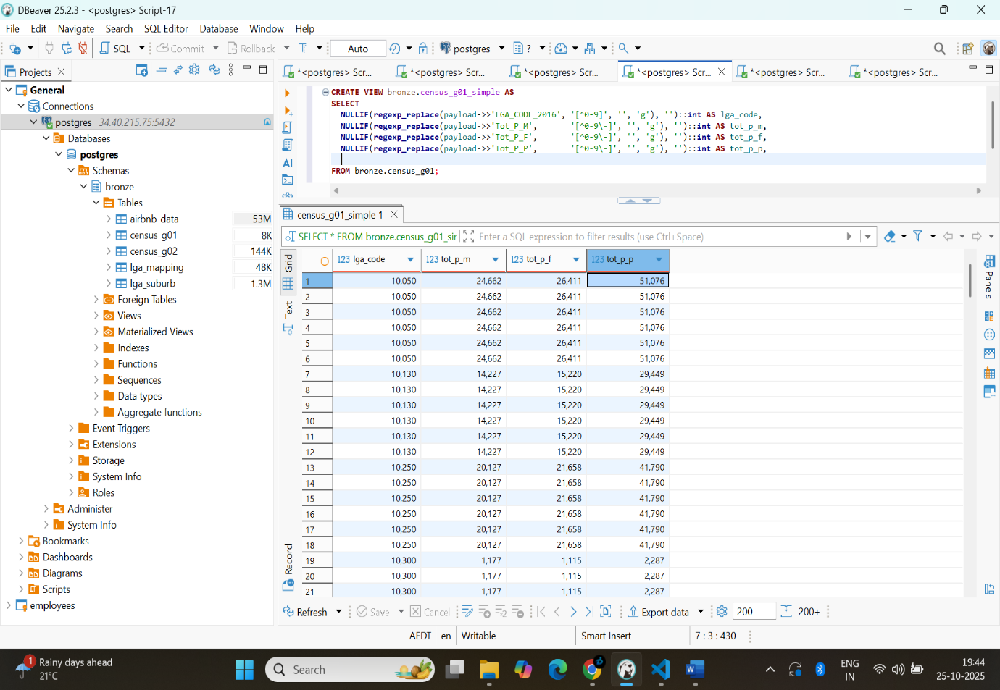 DBeaver 25.2.3 - <postgres> Script-17
File Edit Navigate Search SQL Editor Database Window Help
SQL Commit Rollback T Auto postgres ?
Projects
*<postgres> Scr... *<postgres> Scr... *<postgres> Scr... *<postgres> Scr... *<postgres> Scr... *<postgres> Scr...
General
Connections
postgres 34.40.215.75:5432
Databases
postgres
Schemas
bronze
Tables
airbnb_data 53M
census_g01 8K
census_g02 144K
lga_mapping 48K
lga_suburb 1.3M
Foreign Tables
Views
Materialized Views
Indexes
Functions
Sequences
Data types
Aggregate functions
Event Triggers
Extensions
Storage
System Info
Roles
Administer
System Info
Bookmarks
Dashboards
Diagrams
Scripts
employees
AI
CREATE VIEW bronze.census_g01_simple AS
SELECT
NULLIF(regexp_replace(payload->>'LGA_CODE_2016', '[^0-9]', '', 'g'), '')::int AS lga_code,
NULLIF(regexp_replace(payload->>'Tot_P_M', '[^0-9\-]', '', 'g'), '')::int AS tot_p_m,
NULLIF(regexp_replace(payload->>'Tot_P_F', '[^0-9\-]', '', 'g'), '')::int AS tot_p_f,
NULLIF(regexp_replace(payload->>'Tot_P_P', '[^0-9\-]', '', 'g'), '')::int AS tot_p_p,
FROM bronze.census_g01;
census_g01_simple 1
SELECT * FROM bronze.census_g01_sir Enter a SQL expression to filter results (use Ctrl+Space)
Grid
Text
Record
Panels
123 lga_code 123 tot_p_m 123 tot_p_f 123 tot_p_p
1 10,050 24,662 26,411 51,076
2 10,050 24,662 26,411 51,076
3 10,050 24,662 26,411 51,076
4 10,050 24,662 26,411 51,076
5 10,050 24,662 26,411 51,076
6 10,050 24,662 26,411 51,076
7 10,130 14,227 15,220 29,449
8 10,130 14,227 15,220 29,449
9 10,130 14,227 15,220 29,449
10 10,130 14,227 15,220 29,449
11 10,130 14,227 15,220 29,449
12 10,130 14,227 15,220 29,449
13 10,250 20,127 21,658 41,790
14 10,250 20,127 21,658 41,790
15 10,250 20,127 21,658 41,790
16 10,250 20,127 21,658 41,790
17 10,250 20,127 21,658 41,790
18 10,250 20,127 21,658 41,790
19 10,300 1,177 1,115 2,287
20 10,300 1,177 1,115 2,287
21 10,300 1,177 1,115 2,287
Refresh Save Cancel Export data 200 200+
AEDT en Writable Smart Insert 7 : 3 : 430
1 Rainy days ahead
21°C
Search
ENG
IN
19:44
25-10-2025